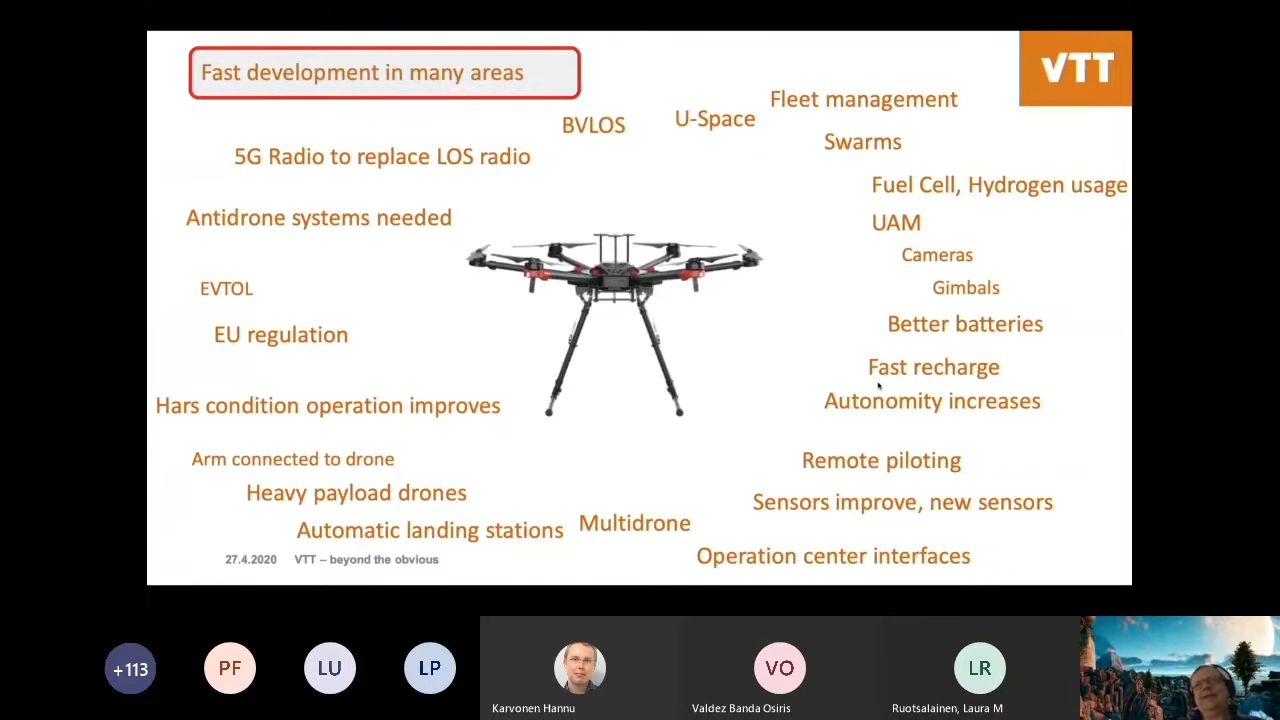 Fast development in many areas
VTT
Fleet management
U-Space
BVLOS
Swarms
5G Radio to replace LOS radio
Fuel Cell, Hydrogen usage
Antidrone systems needed
UAM
Cameras
EVTOL
Gimbals
Better batteries
EU regulation
Fast recharge
Autonomity increases
Hars condition operation improves
Arm connected to drone
Remote piloting
Heavy payload drones
Sensors improve, new sensors
Automatic landing stations
Multidrone
Operation center interfaces
27.4.2020 VTT – beyond the obvious
+113
PF
LU
LP
VO
LR
Karvonen Hannu
Valdez Banda Osiris
Ruotsalainen, Laura M